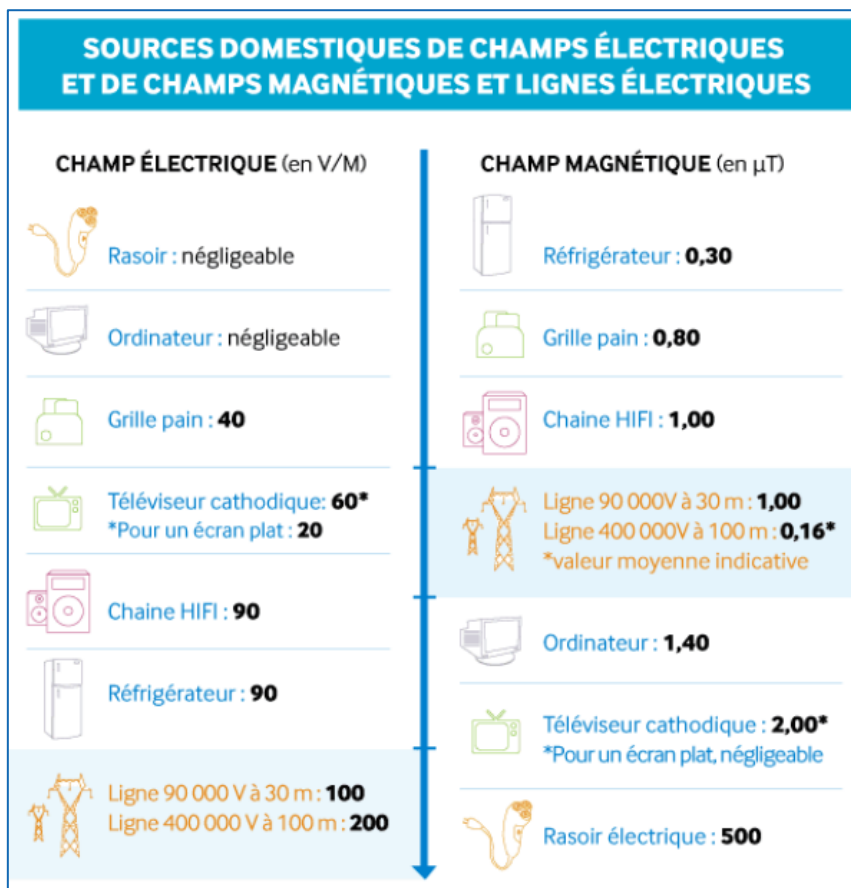 SOURCES DOMESTIQUES DE CHAMPS ÉLECTRIQUES
ET DE CHAMPS MAGNÉTIQUES ET LIGNES ÉLECTRIQUES
CHAMP ÉLECTRIQUE (en V/M)
Rasoir : négligeable
Ordinateur : négligeable
Grille pain : 40
Téléviseur cathodique: 60*
*Pour un écran plat : 20
Chaine HIFI : 90
Réfrigérateur : 90
Ligne 90 000 V à 30 m : 100
Ligne 400 000 V à 100 m : 200
CHAMP MAGNÉTIQUE (en µT)
Réfrigérateur : 0,30
Grille pain : 0,80
Chaine HIFI : 1,00
Ligne 90 000V à 30 m : 1,00
Ligne 400 000V à 100 m : 0,16*
*valeur moyenne indicative
Ordinateur : 1,40
Téléviseur cathodique : 2,00*
*Pour un écran plat, négligeable
Rasoir électrique : 500